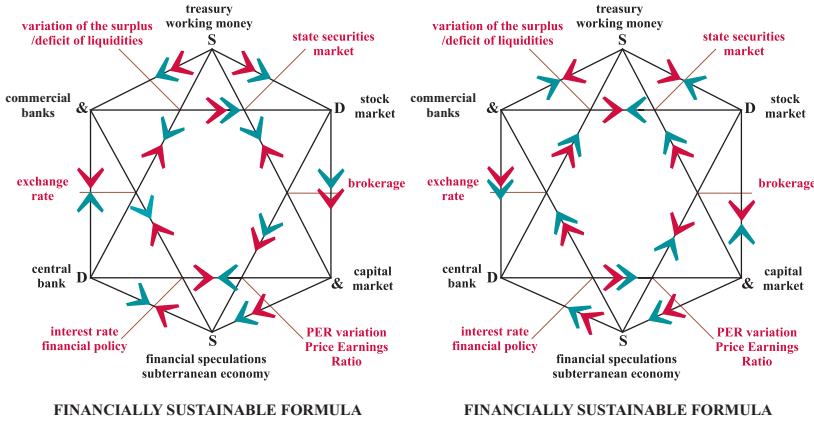 treasury
working money
S
variation of the surplus
/deficit of liquidities
state securities
market
commercial
banks
&
D
stock
market
exchange
rate
brokerage
central
bank
D
&
capital
market
interest rate
financial policy
S
PER variation
Price Earnings
Ratio
financial speculations
subterranean economy
FINANCIALLY SUSTAINABLE FORMULA
treasury
working money
S
variation of the surplus
/deficit of liquidities
state securities
market
commercial
banks
&
D
stock
market
exchange
rate
brokerage
central
bank
D
&
capital
market
interest rate
financial policy
S
PER variation
Price Earnings
Ratio
financial speculations
subterranean economy
FINANCIALLY SUSTAINABLE FORMULA